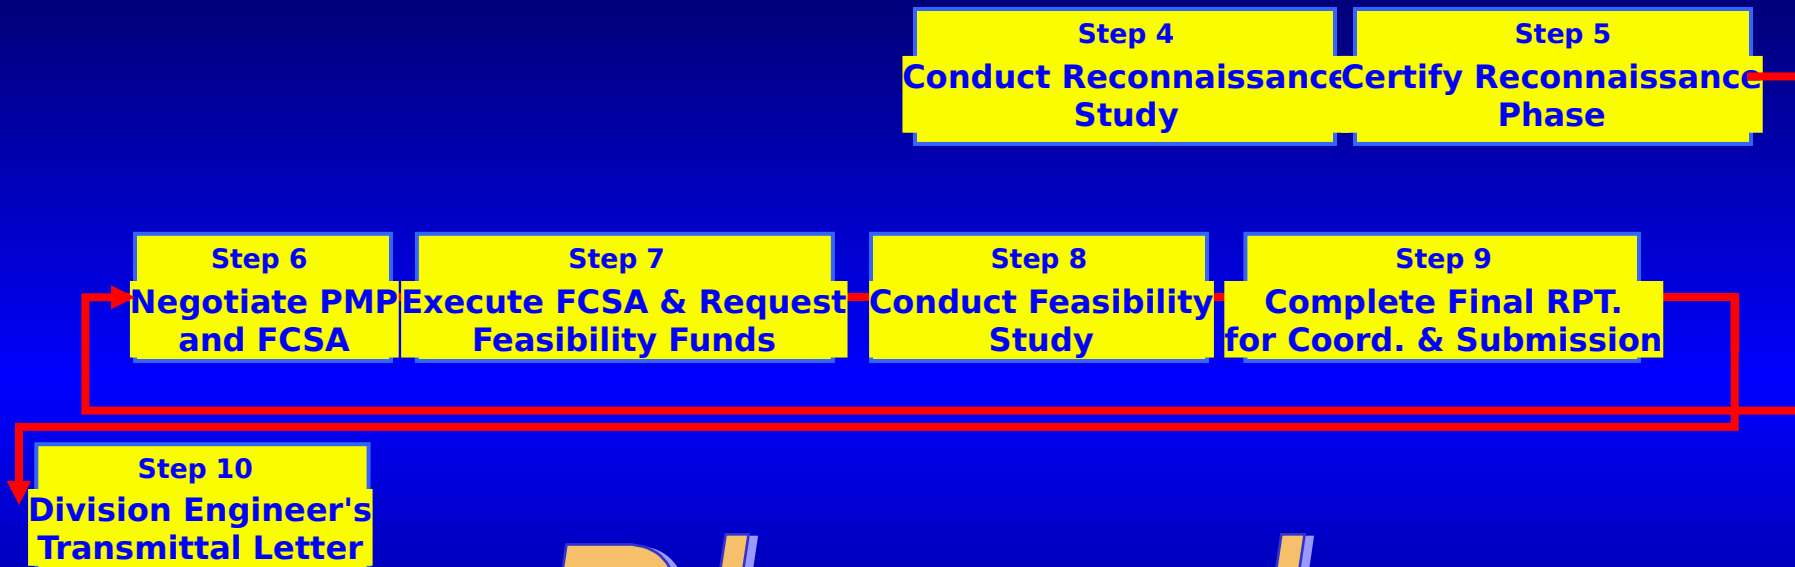 Step 4
Conduct Reconnaissance
Study
Step 5
Certify Reconnaissance
Phase
Step 6
Negotiate PMP
and FCSA
Step 7
Execute FCSA & Request
Feasibility Funds
Step 8
Conduct Feasibility
Study
Step 9
Complete Final RPT.
for Coord. & Submission
Step 10
Division Engineer's
Transmittal Letter